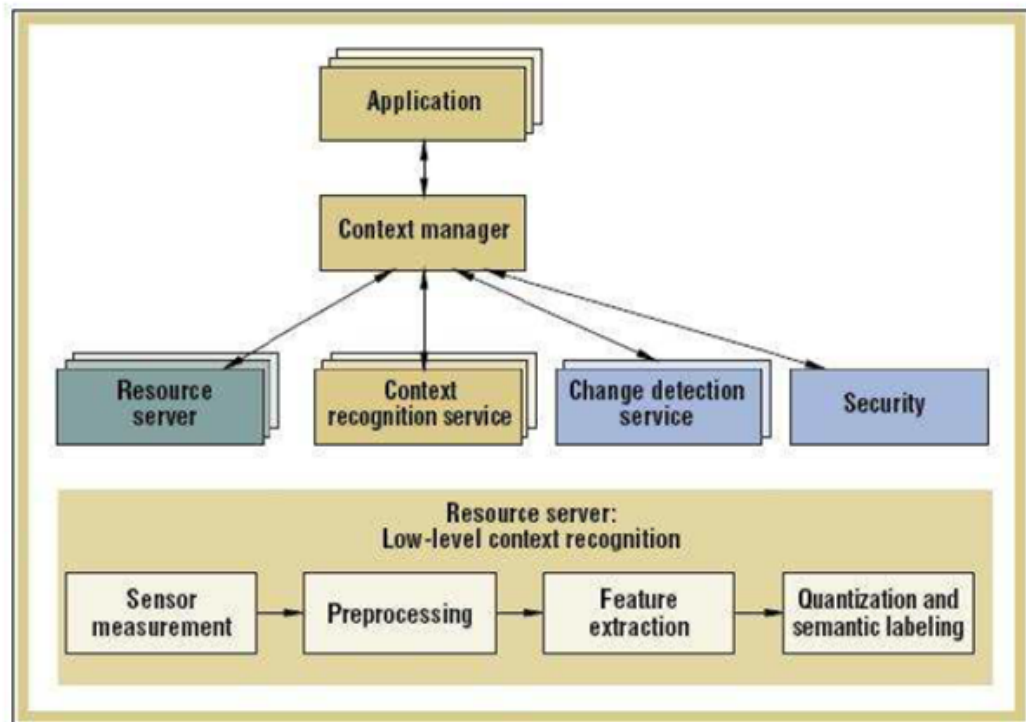 Application
Context manager
Resource
server
Context
recognition service
Change detection
service
Security
Resource server:
Low-level context recognition
Sensor
measurement
Preprocessing
Feature
extraction
Quantization and
semantic labeling